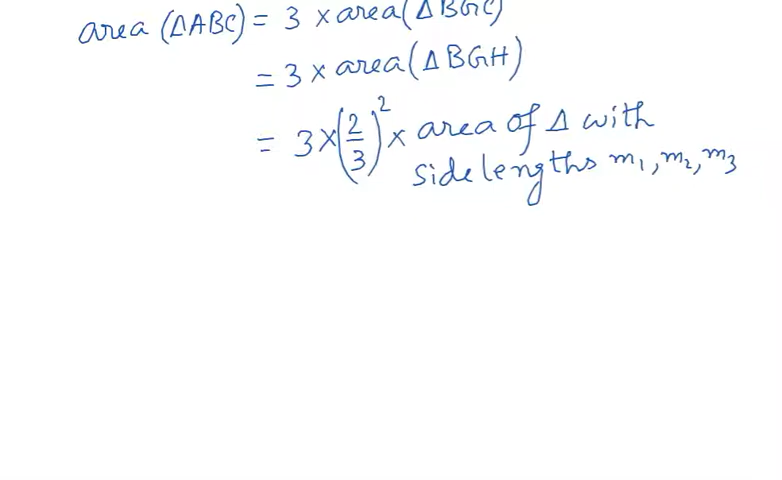 area (ΔABC) = 3 × area(ΔBGC)
= 3 × area(ΔBGH)
= 3×(2/3)² × area of Δ with
side lengths m₁, m₂, m₃